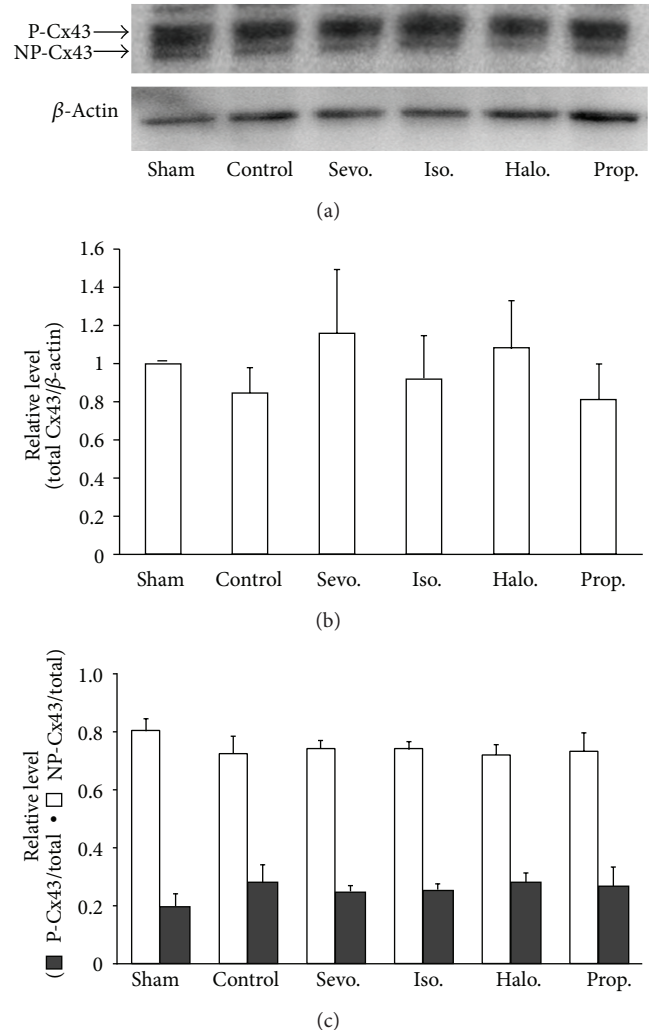 P-Cx43
NP-Cx43
β-Actin
Sham Control Sevo. Iso. Halo. Prop.
(a)
Relative level
(total Cx43/β-actin)
1.6
1.4
1.2
1
0.8
0.6
0.4
0.2
0
Sham Control Sevo. Iso. Halo. Prop.
(b)
Relative level
( P-Cx43/total • NP-Cx43/total)
1.0
0.8
0.6
0.4
0.2
0
Sham Control Sevo. Iso. Halo. Prop.
(c)